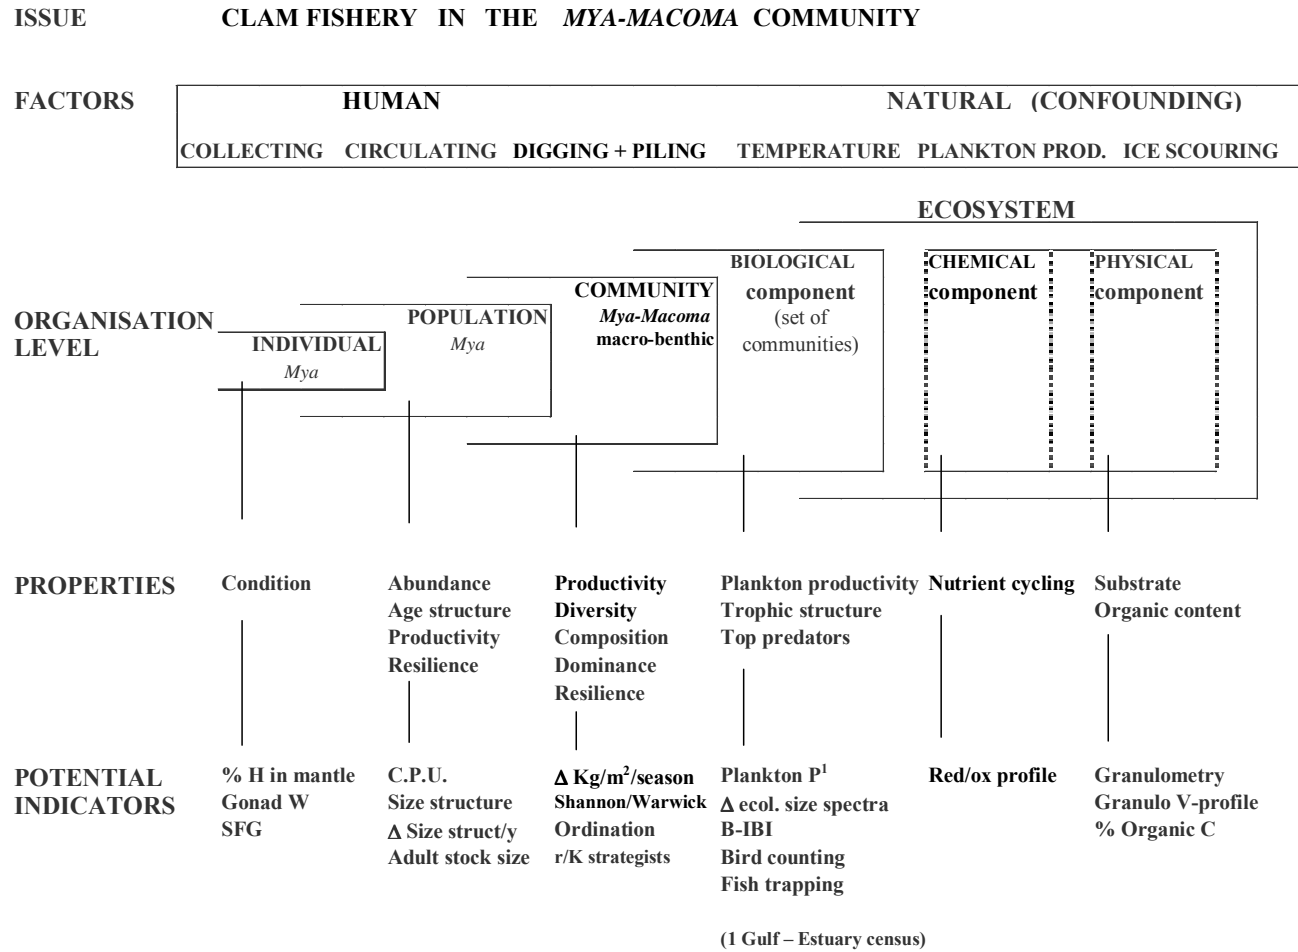 ISSUE CLAM FISHERY IN THE MYA-MACOMA COMMUNITY
FACTORS HUMAN NATURAL (CONFOUNDING)
COLLECTING CIRCULATING DIGGING + PILING TEMPERATURE PLANKTON PROD. ICE SCOURING
ECOSYSTEM
ORGANISATION LEVEL
INDIVIDUAL
Mya
POPULATION
Mya
COMMUNITY
Mya-Macoma
macro-benthic
BIOLOGICAL
component
(set of
communities)
CHEMICAL
component
PHYSICAL
component
PROPERTIES
Condition
Abundance
Age structure
Productivity
Resilience
Productivity
Diversity
Composition
Dominance
Resilience
Plankton productivity
Trophic structure
Top predators
Nutrient cycling
Substrate
Organic content
POTENTIAL
INDICATORS
% H in mantle
Gonad W
SFG
C.P.U.
Size structure
Δ Size struct/y
Adult stock size
Δ Kg/m²/season
Shannon/Warwick
Ordination
r/K strategists
Plankton P¹
Δ ecol. size spectra
B-IBI
Bird counting
Fish trapping
Red/ox profile
Granulometry
Granulo V-profile
% Organic C
(1 Gulf – Estuary census)